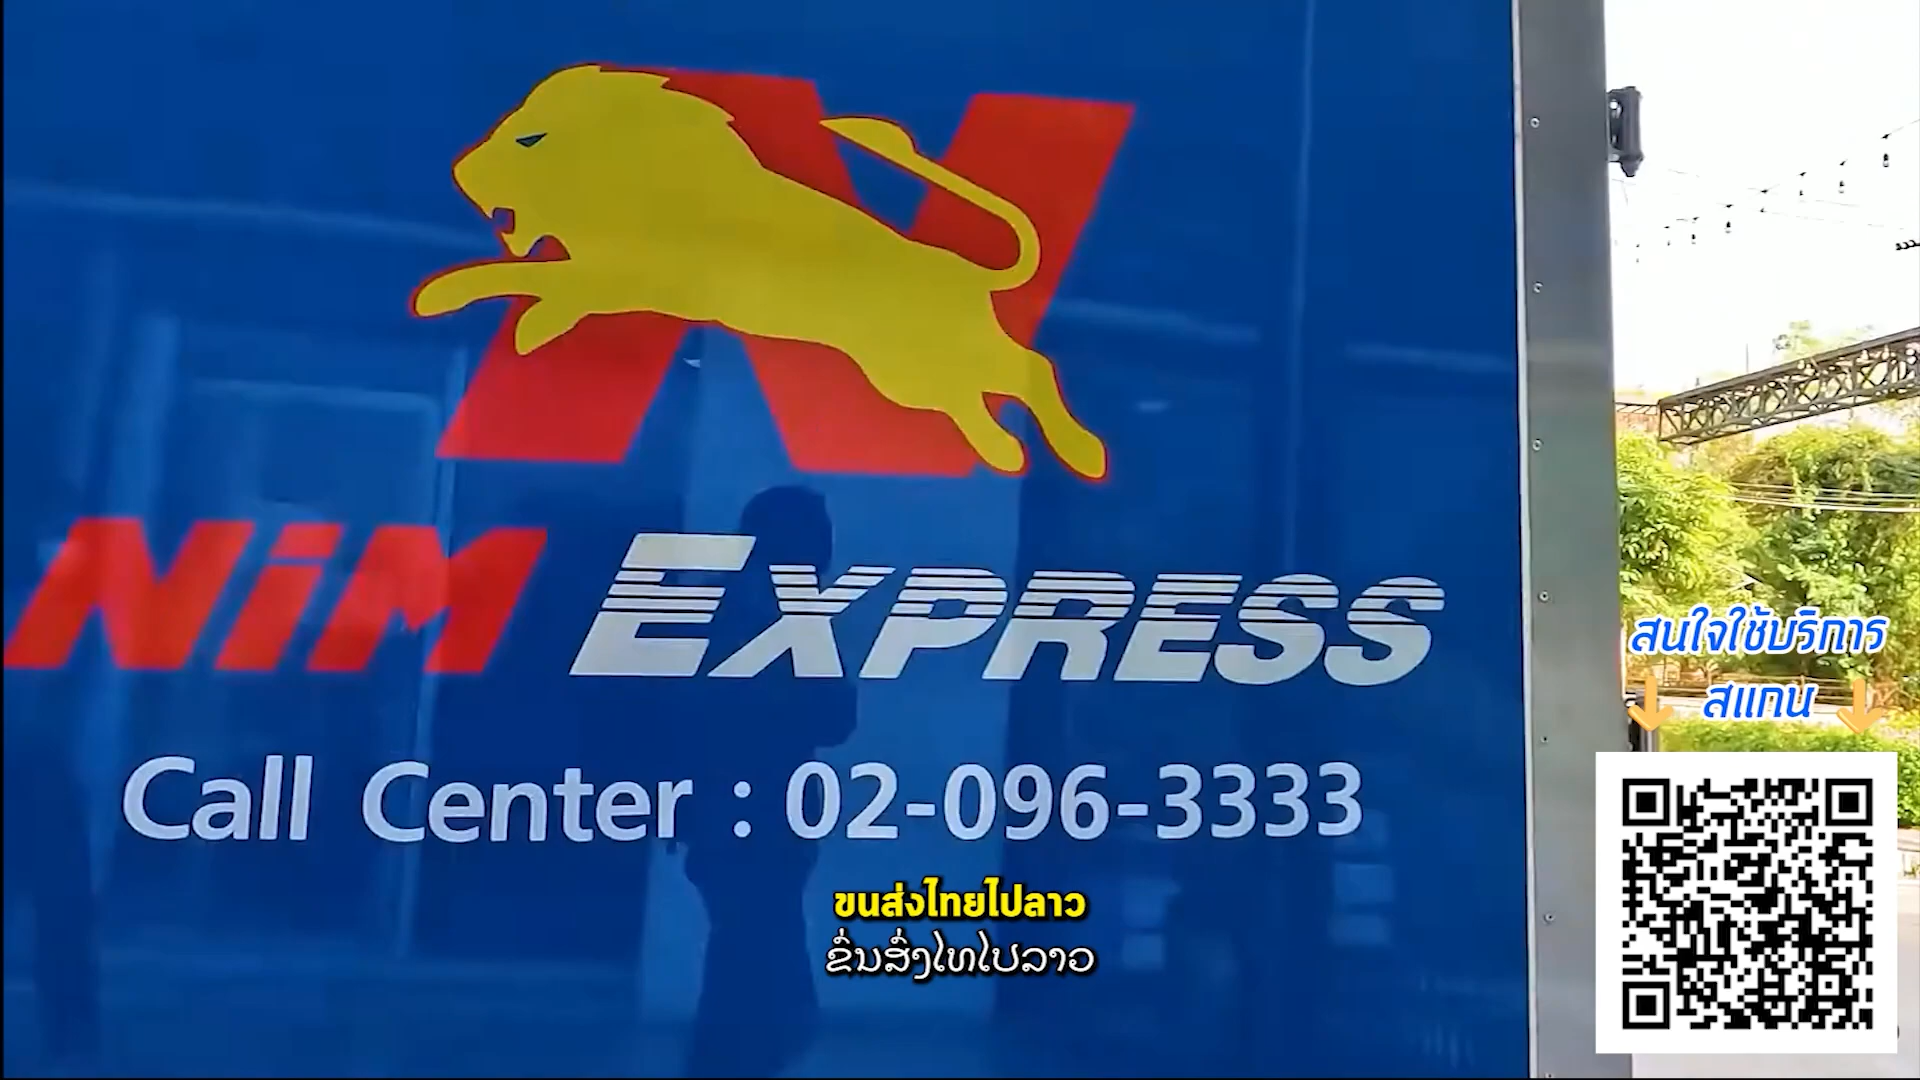 NiM EXPRESS
Call Center : 02-096-3333
สนใจใช้บริการ
สแกน
ขนส่งไทยไปลาว
ຂົ່ນສົ່ງໄທໄປລາວ